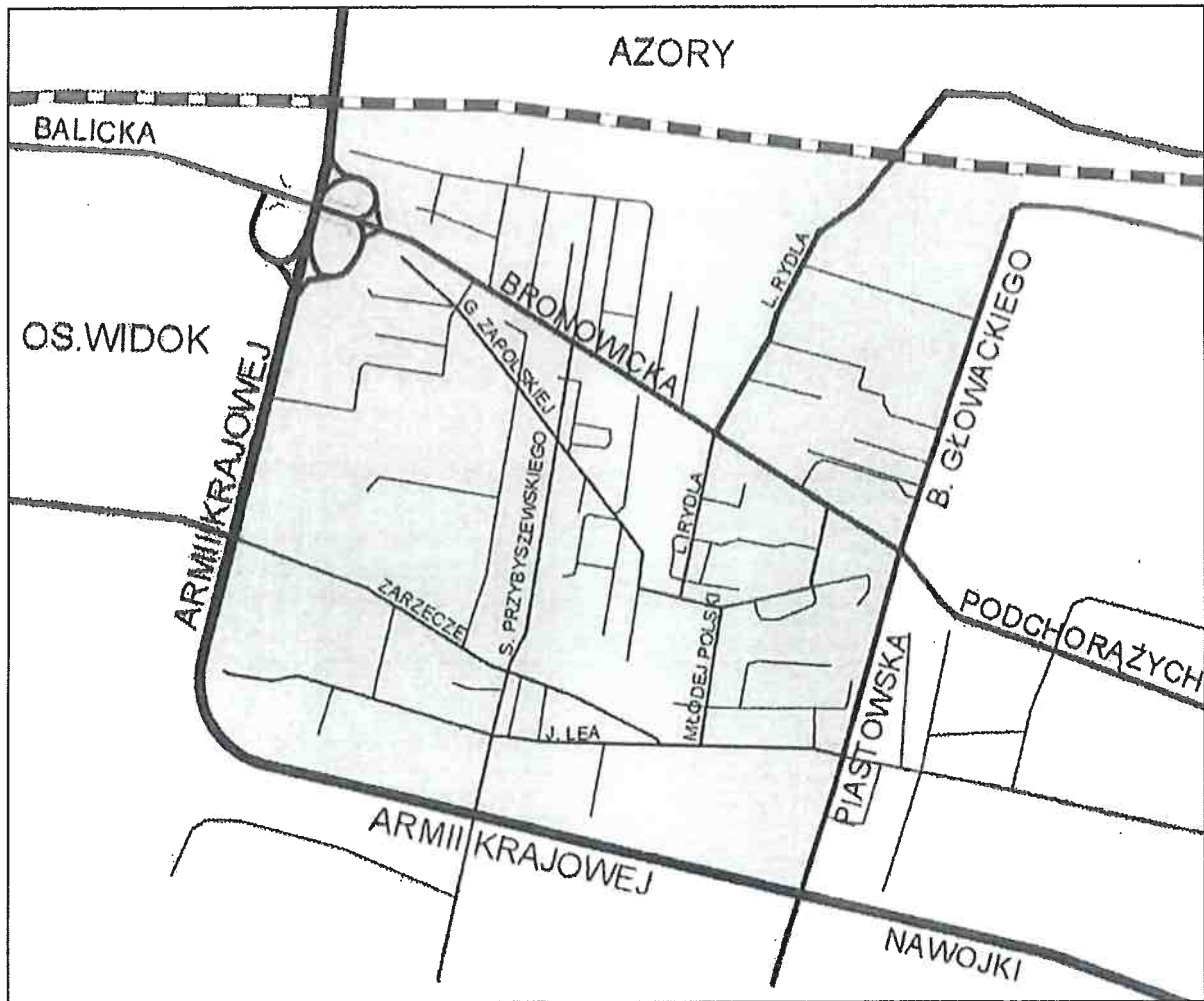 AZORY
BALICKA
L. RYDLA
BRONOWICKA
B. GŁOWACKIEGO
OS.WIDOK
G. ZAPOLSKIEJ
ARMII KRAJOWEJ
S. PRZYBYSZEWSKIEGO
L. RYDLA
ZARZECZE
MŁODEJ POLSKI
PODCHORĄŻYCH
PIASTOWSKA
J. LEA
ARMII KRAJOWEJ
NAWOJKI